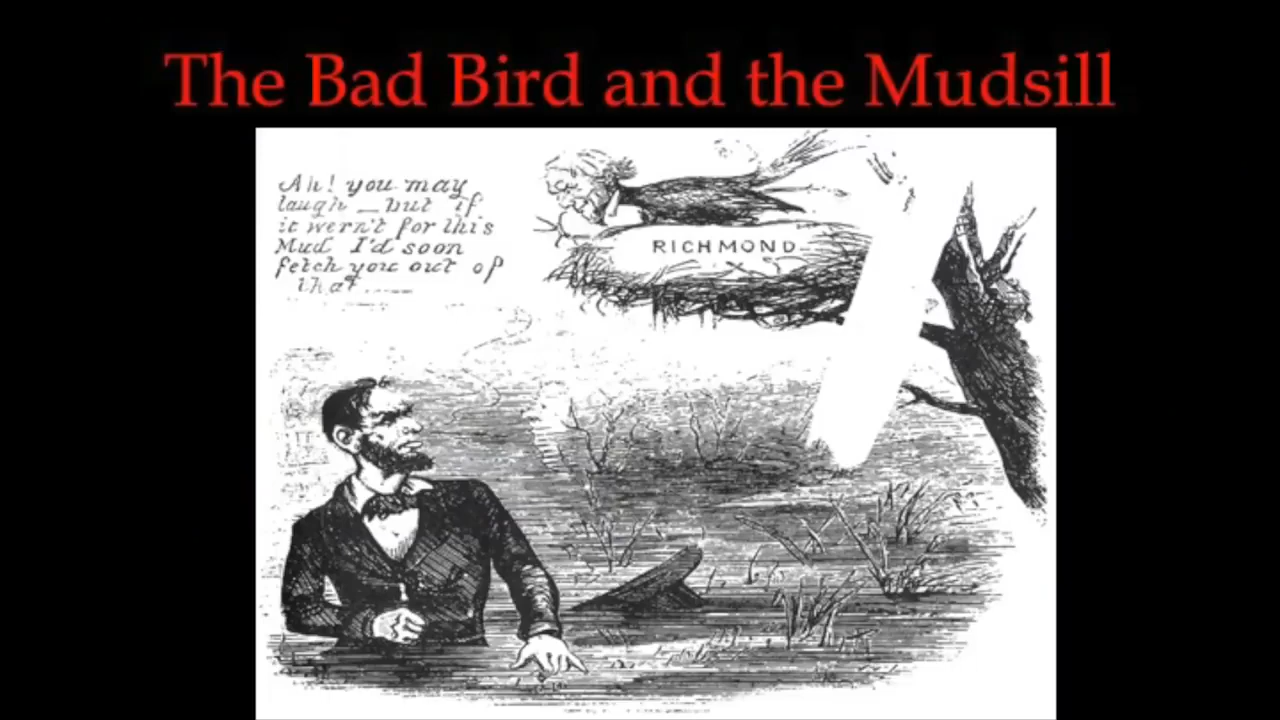 The Bad Bird and the Mudsill
Ah! you may
laugh _ but if
it wern't for this
Mud I'd soon
fetch you out of
that
RICHMOND